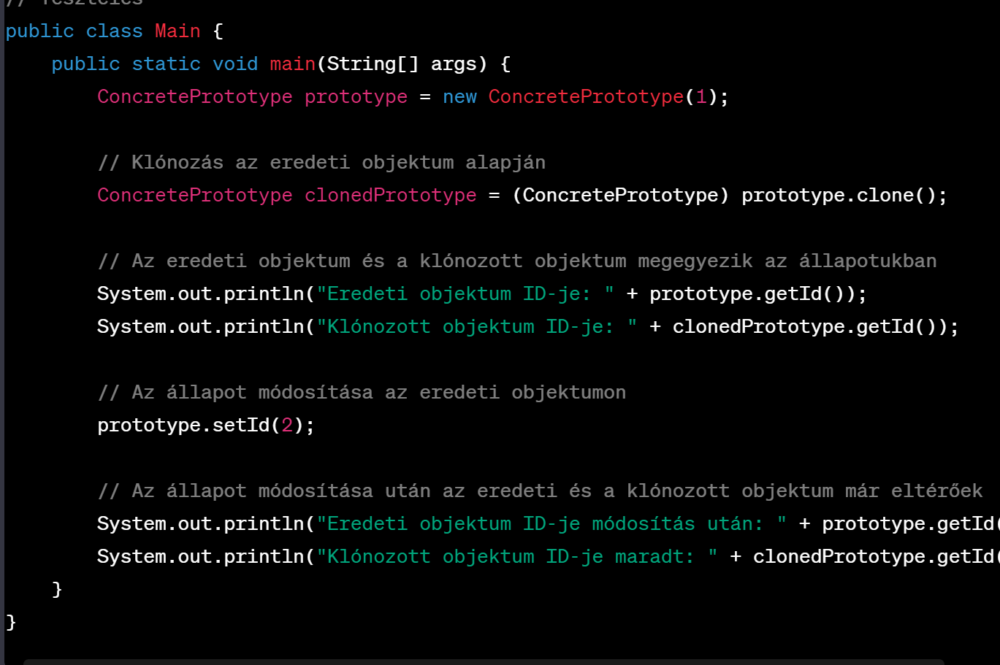 // Tesztelés
public class Main {
    public static void main(String[] args) {
        ConcretePrototype prototype = new ConcretePrototype(1);
        // Klónozás az eredeti objektum alapján
        ConcretePrototype clonedPrototype = (ConcretePrototype) prototype.clone();
        // Az eredeti objektum és a klónozott objektum megegyezik az állapotukban
        System.out.println("Eredeti objektum ID-je: " + prototype.getId());
        System.out.println("Klónozott objektum ID-je: " + clonedPrototype.getId());
        // Az állapot módosítása az eredeti objektumon
        prototype.setId(2);
        // Az állapot módosítása után az eredeti és a klónozott objektum már eltérőek
        System.out.println("Eredeti objektum ID-je módosítás után: " + prototype.getId(
        System.out.println("Klónozott objektum ID-je maradt: " + clonedPrototype.getId(
    }
}